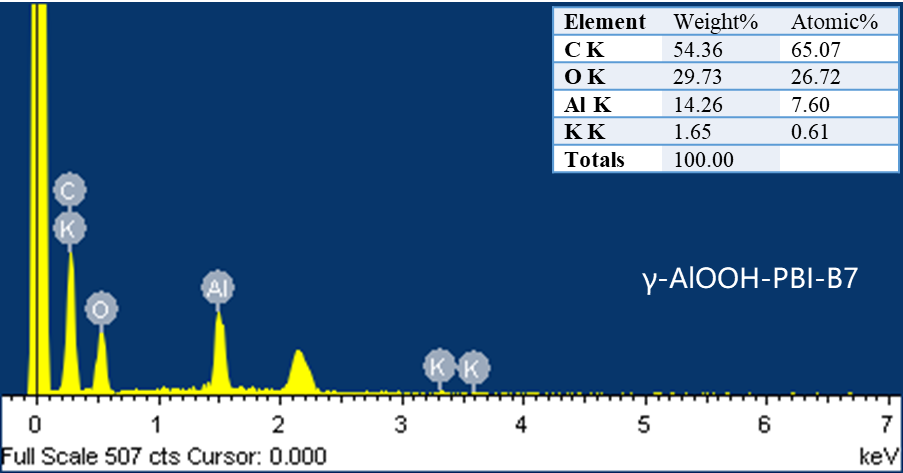 Element Weight% Atomic%
C K 54.36 65.07
O K 29.73 26.72
Al K 14.26 7.60
K K 1.65 0.61
Totals 100.00
C
K
O
Al
K K
γ-AlOOH-PBI-B7
0 1 2 3 4 5 6 7
Full Scale 507 cts Cursor: 0.000 keV